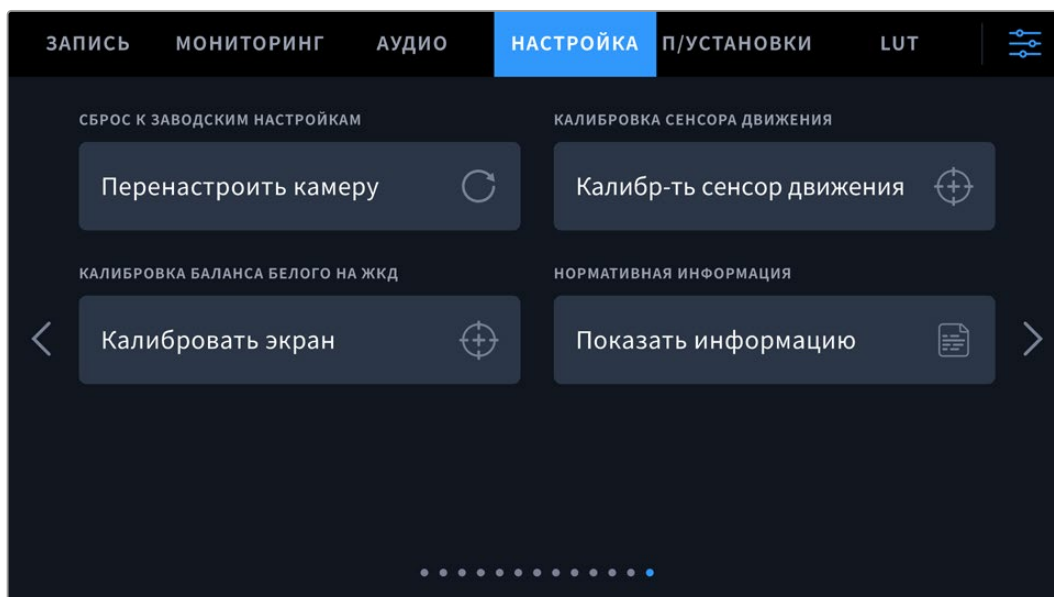 ЗАПИСЬ МОНИТОРИНГ АУДИО НАСТРОЙКА П/УСТАНОВКИ LUT
СБРОС К ЗАВОДСКИМ НАСТРОЙКАМ КАЛИБРОВКА СЕНСОРА ДВИЖЕНИЯ
Перенастроить камеру Калибр-ть сенсор движения
КАЛИБРОВКА БАЛАНСА БЕЛОГО НА ЖКД НОРМАТИВНАЯ ИНФОРМАЦИЯ
Калибровать экран Показать информацию